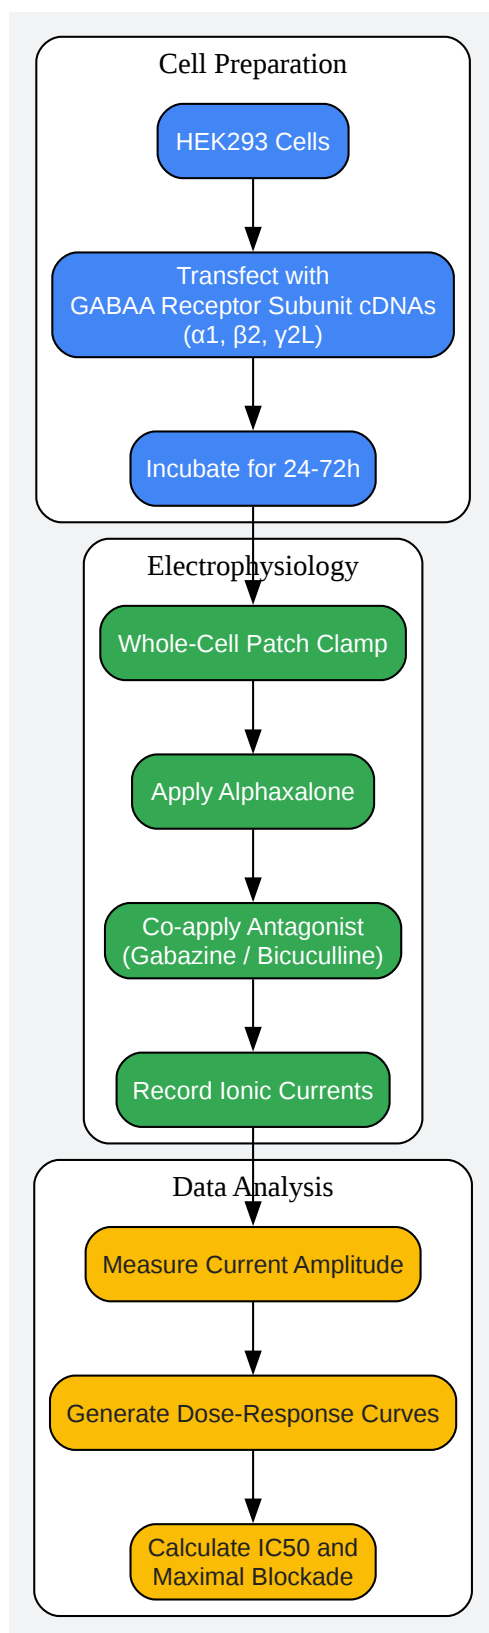 Cell Preparation
HEK293 Cells
Transfect with
GABAA Receptor Subunit cDNAs
(α1, β2, γ2L)
Incubate for 24-72h
Electrophysiology
Whole-Cell Patch Clamp
Apply Alphaxalone
Co-apply Antagonist
(Gabazine / Bicuculline)
Record Ionic Currents
Data Analysis
Measure Current Amplitude
Generate Dose-Response Curves
Calculate IC50 and
Maximal Blockade